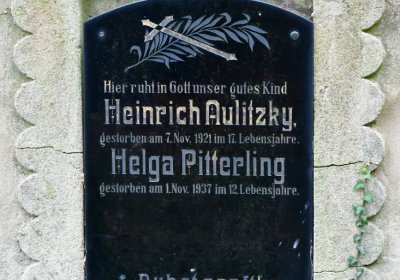 Hier ruht in Gott unser gutes Kind
Heinrich Aulitzky,
gestorben am 7. Nov. 1921 im 17. Lebensjahre.
Helga Pitterling
gestorben am 1. Nov. 1937 im 12. Lebensjahre.